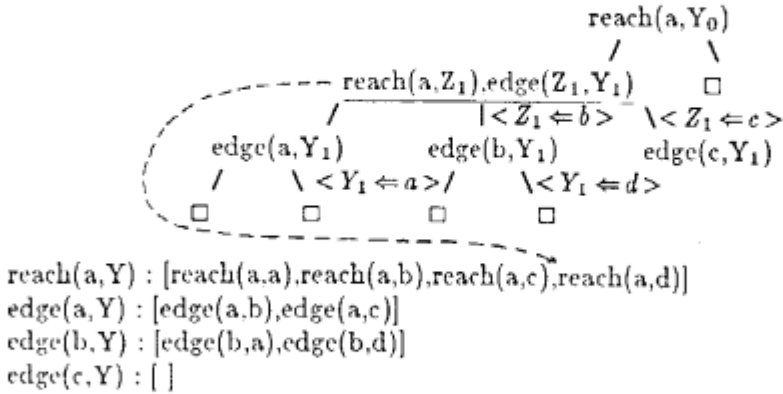 reach(a,Y₀)
reach(a,Z₁),edge(Z₁,Y₁) □
<Z₁⇐b> <Z₁⇐c>
edge(a,Y₁) edge(b,Y₁) edge(c,Y₁)
<Y₁⇐a> <Y₁⇐d>
□ □ □ □
reach(a,Y) : [reach(a,a),reach(a,b),reach(a,c),reach(a,d)]
edge(a,Y) : [edge(a,b),edge(a,c)]
edge(b,Y) : [edge(b,a),edge(b,d)]
edge(c,Y) : [ ]